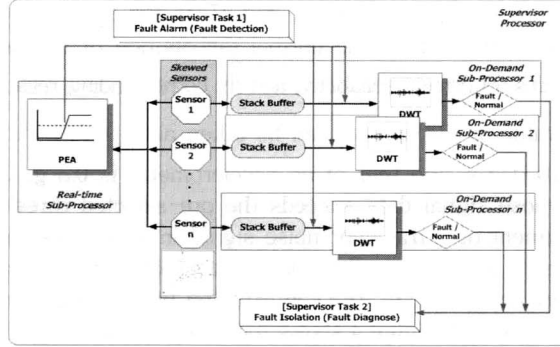 [Supervisor Task 1]
Fault Alarm (Fault Detection)
Supervisor
Processor
Skewed
Sensors
On-Demand
Sub-Processor 1
Sensor
1
Stack Buffer
DWT
Fault /
Normal
PEA
Real-time
Sub-Processor
On-Demand
Sub-Processor 2
Sensor
2
Stack Buffer
DWT
Fault /
Normal
On-Demand
Sub-Processor n
Sensor
n
Stack Buffer
DWT
Fault /
Normal
[Supervisor Task 2]
Fault Isolation (Fault Diagnose)